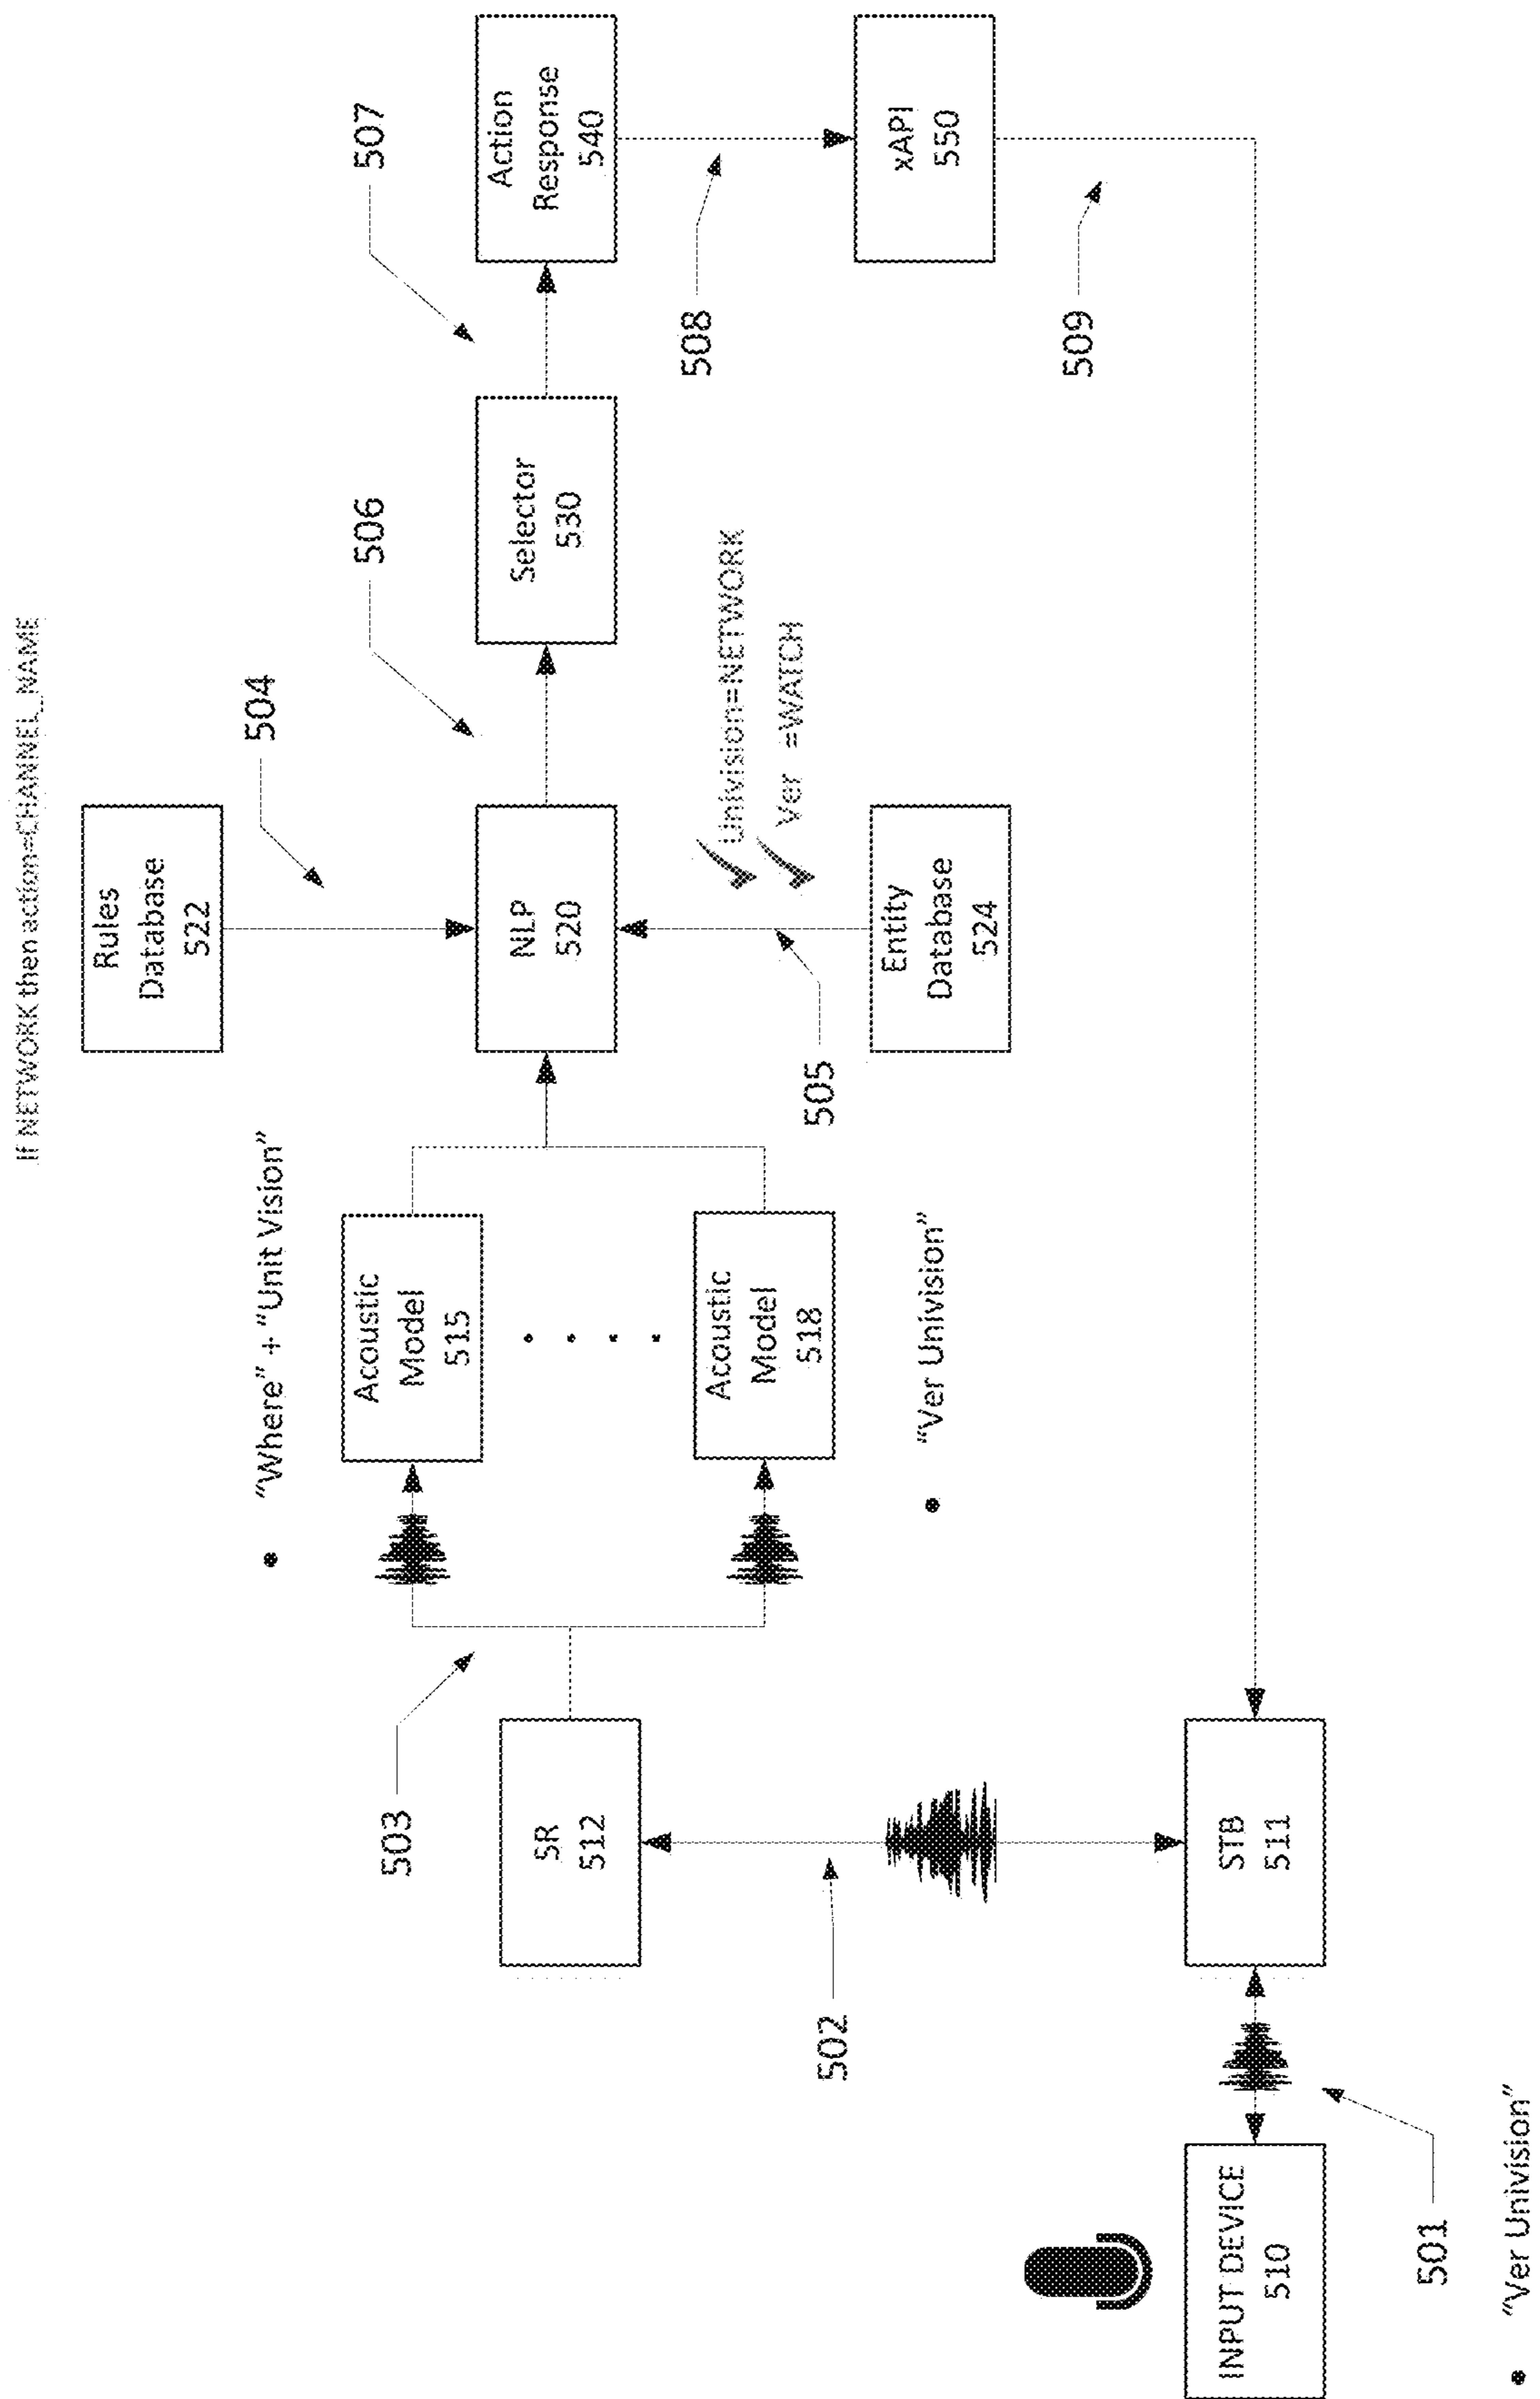 If NETWORK then action=CHANNEL_NAME
Rules
Database
522
504
506
507
• "Where" + "Unit Vision"
503
Acoustic
Model
515
NLP
520
Selector
530
Action
Response
540
SR
512
. . . .
Acoustic
Model
518
Univision=NETWORK
Ver =WATCH
508
502
505
Entity
Database
524
xAPI
550
• "Ver Univision"
509
INPUT DEVICE
510
STB
511
501
• "Ver Univision"